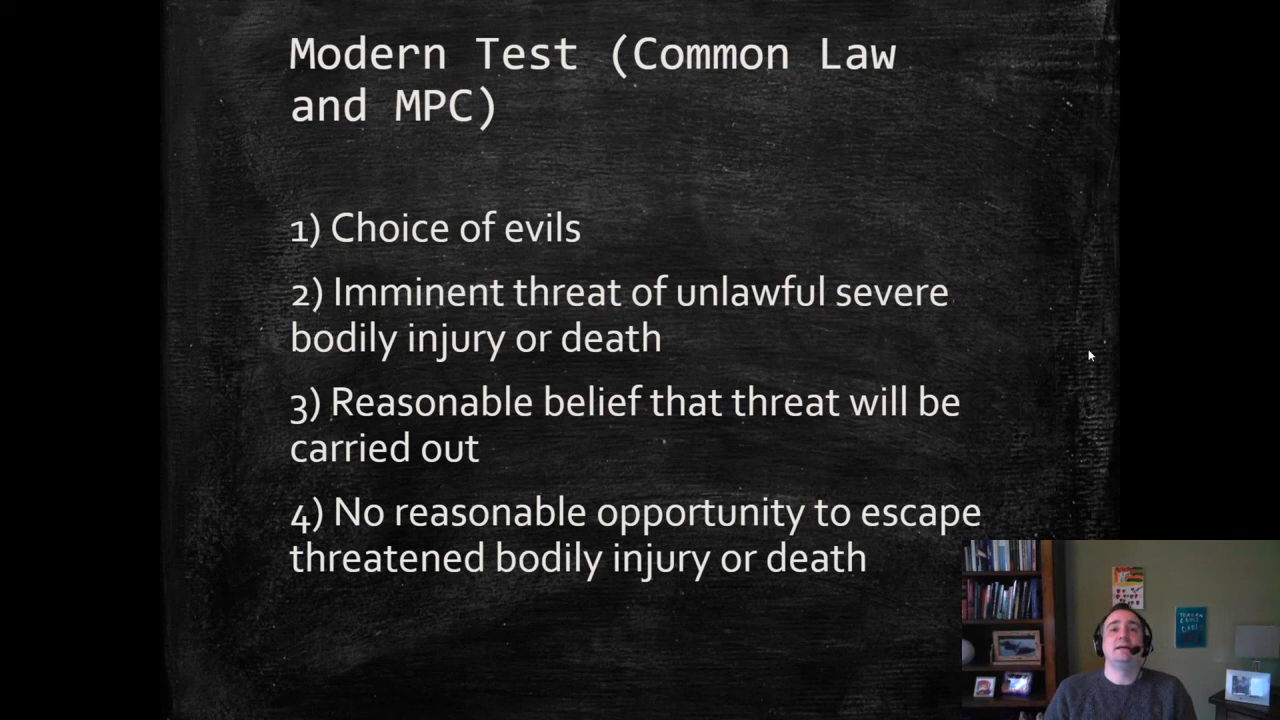 Modern Test (Common Law
and MPC)
1) Choice of evils
2) Imminent threat of unlawful severe
bodily injury or death
3) Reasonable belief that threat will be
carried out
4) No reasonable opportunity to escape
threatened bodily injury or death